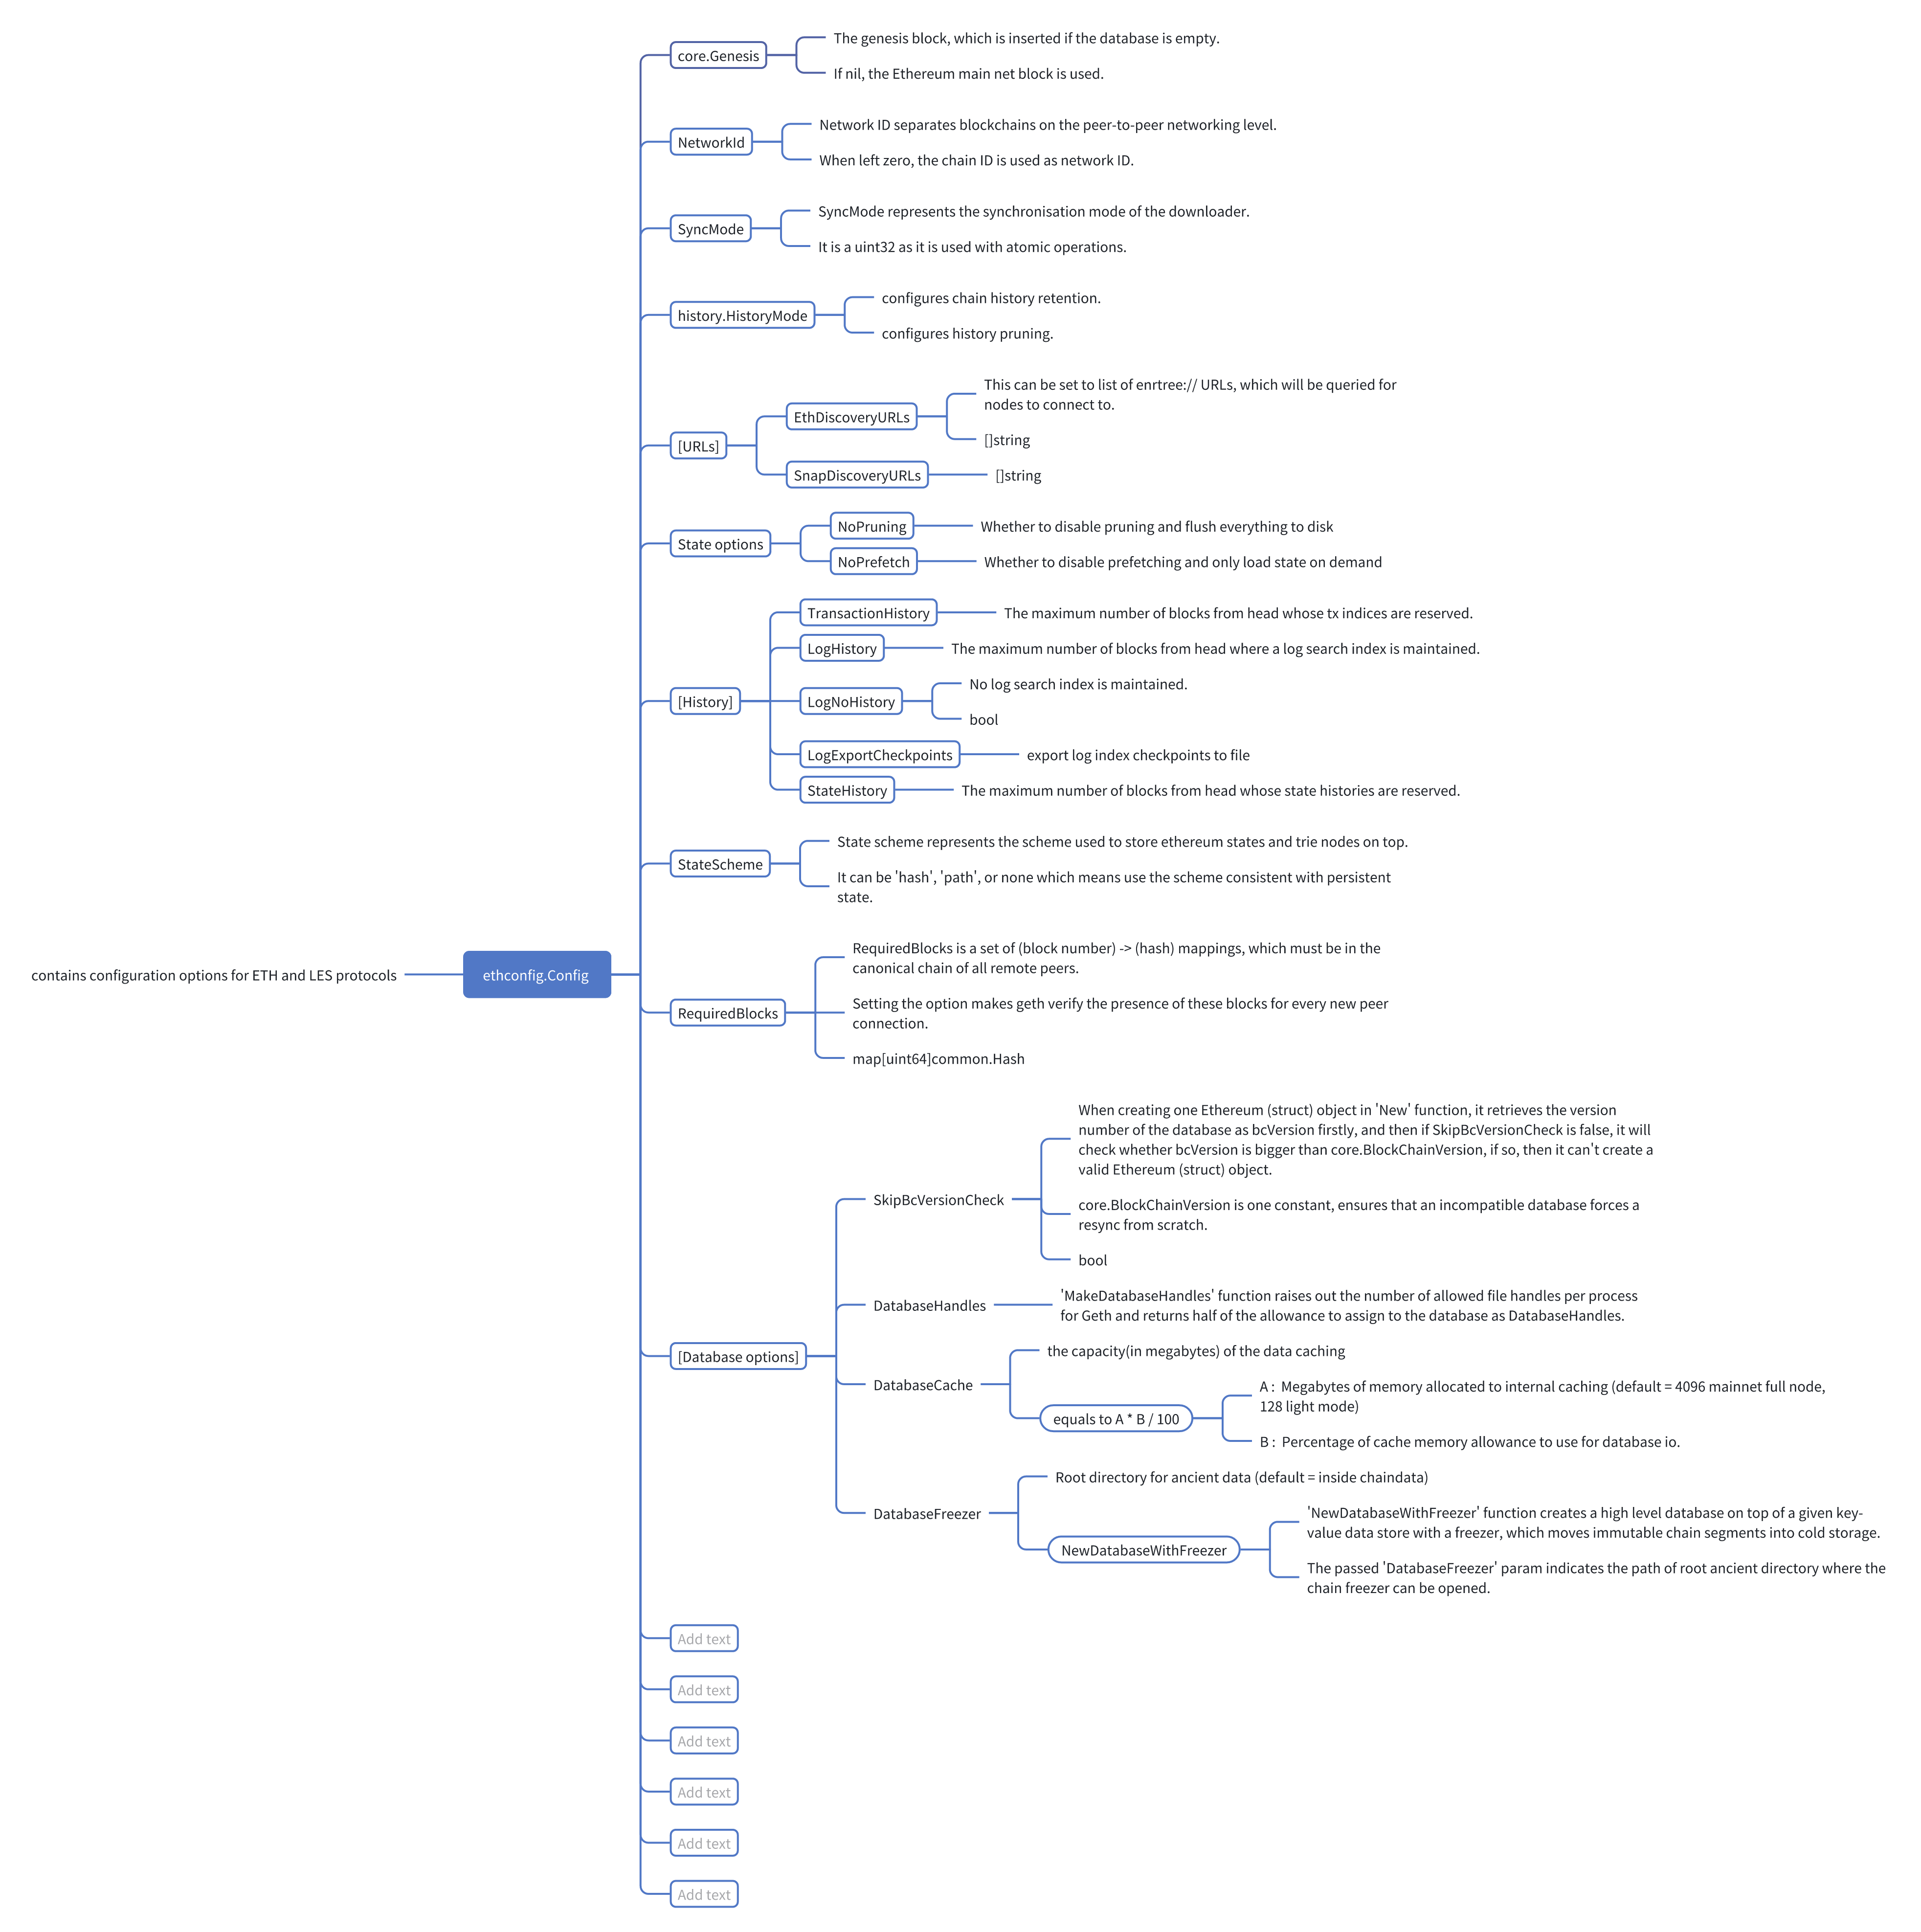 core.Genesis
The genesis block, which is inserted if the database is empty.
If nil, the Ethereum main net block is used.
NetworkId
Network ID separates blockchains on the peer-to-peer networking level.
When left zero, the chain ID is used as network ID.
SyncMode
SyncMode represents the synchronisation mode of the downloader.
It is a uint32 as it is used with atomic operations.
history.HistoryMode
configures chain history retention.
configures history pruning.
[URLs]
EthDiscoveryURLs
This can be set to list of enrtree:// URLs, which will be queried for
nodes to connect to.
[]string
SnapDiscoveryURLs
[]string
State options
NoPruning
Whether to disable pruning and flush everything to disk
NoPrefetch
Whether to disable prefetching and only load state on demand
[History]
TransactionHistory
The maximum number of blocks from head whose tx indices are reserved.
LogHistory
The maximum number of blocks from head where a log search index is maintained.
LogNoHistory
No log search index is maintained.
bool
LogExportCheckpoints
export log index checkpoints to file
StateHistory
The maximum number of blocks from head whose state histories are reserved.
StateScheme
State scheme represents the scheme used to store ethereum states and trie nodes on top.
It can be 'hash', 'path', or none which means use the scheme consistent with persistent
state.
contains configuration options for ETH and LES protocols
ethconfig.Config
RequiredBlocks
RequiredBlocks is a set of (block number) -> (hash) mappings, which must be in the
canonical chain of all remote peers.
Setting the option makes geth verify the presence of these blocks for every new peer
connection.
map[uint64]common.Hash
[Database options]
SkipBcVersionCheck
When creating one Ethereum (struct) object in 'New' function, it retrieves the version
number of the database as bcVersion firstly, and then if SkipBcVersionCheck is false, it will
check whether bcVersion is bigger than core.BlockChainVersion, if so, then it can't create a
valid Ethereum (struct) object.
core.BlockChainVersion is one constant, ensures that an incompatible database forces a
resync from scratch.
bool
DatabaseHandles
'MakeDatabaseHandles' function raises out the number of allowed file handles per process
for Geth and returns half of the allowance to assign to the database as DatabaseHandles.
DatabaseCache
the capacity(in megabytes) of the data caching
equals to A * B / 100
A : Megabytes of memory allocated to internal caching (default = 4096 mainnet full node,
128 light mode)
B : Percentage of cache memory allowance to use for database io.
DatabaseFreezer
Root directory for ancient data (default = inside chaindata)
NewDatabaseWithFreezer
'NewDatabaseWithFreezer' function creates a high level database on top of a given key-
value data store with a freezer, which moves immutable chain segments into cold storage.
The passed 'DatabaseFreezer' param indicates the path of root ancient directory where the
chain freezer can be opened.
Add text
Add text
Add text
Add text
Add text
Add text